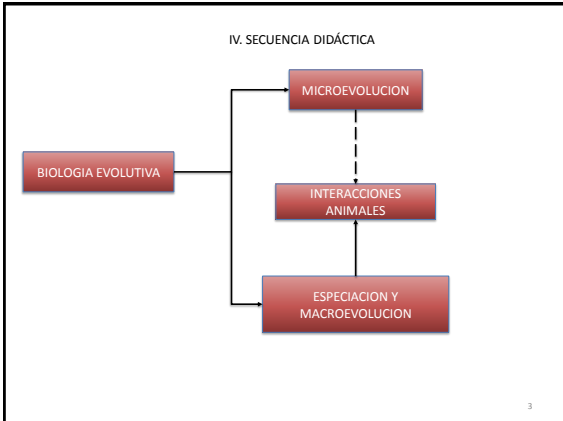 IV. SECUENCIA DIDÁCTICA
MICROEVOLUCION
BIOLOGIA EVOLUTIVA
INTERACCIONES
ANIMALES
ESPECIACION Y
MACROEVOLUCION
3